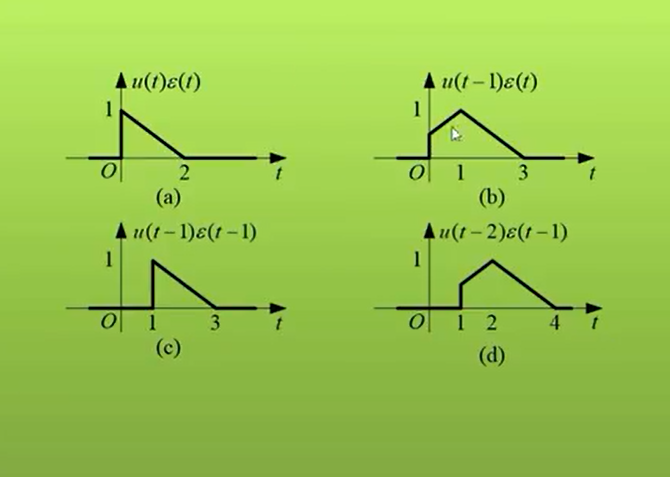 u(t)ε(t)
1
O 2 t
(a)
u(t−1)ε(t)
1
O 1 3 t
(b)
u(t−1)ε(t−1)
1
O 1 3 t
(c)
u(t−2)ε(t−1)
1
O 1 2 4 t
(d)